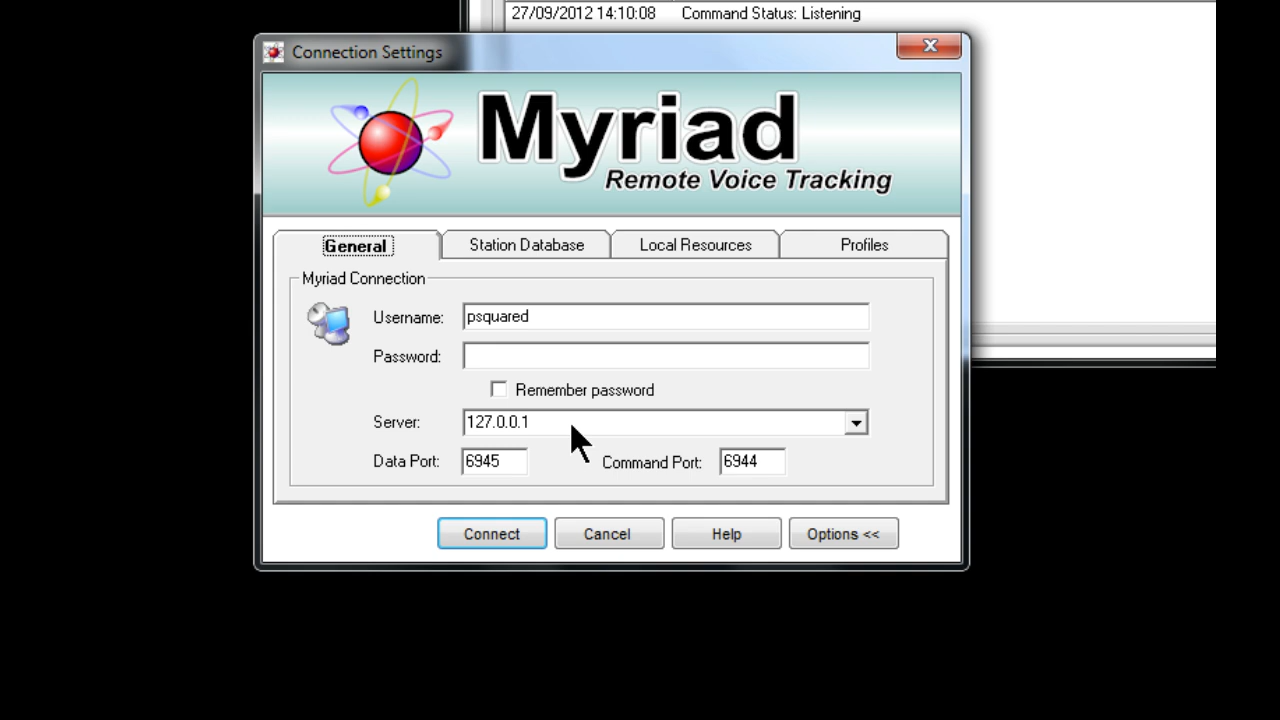 27/09/2012 14:10:08 Command Status: Listening
Connection Settings
Myriad
Remote Voice Tracking
General Station Database Local Resources Profiles
Myriad Connection
Username: psquared
Password:
Remember password
Server: 127.0.0.1
Data Port: 6945 Command Port: 6944
Connect Cancel Help Options <<